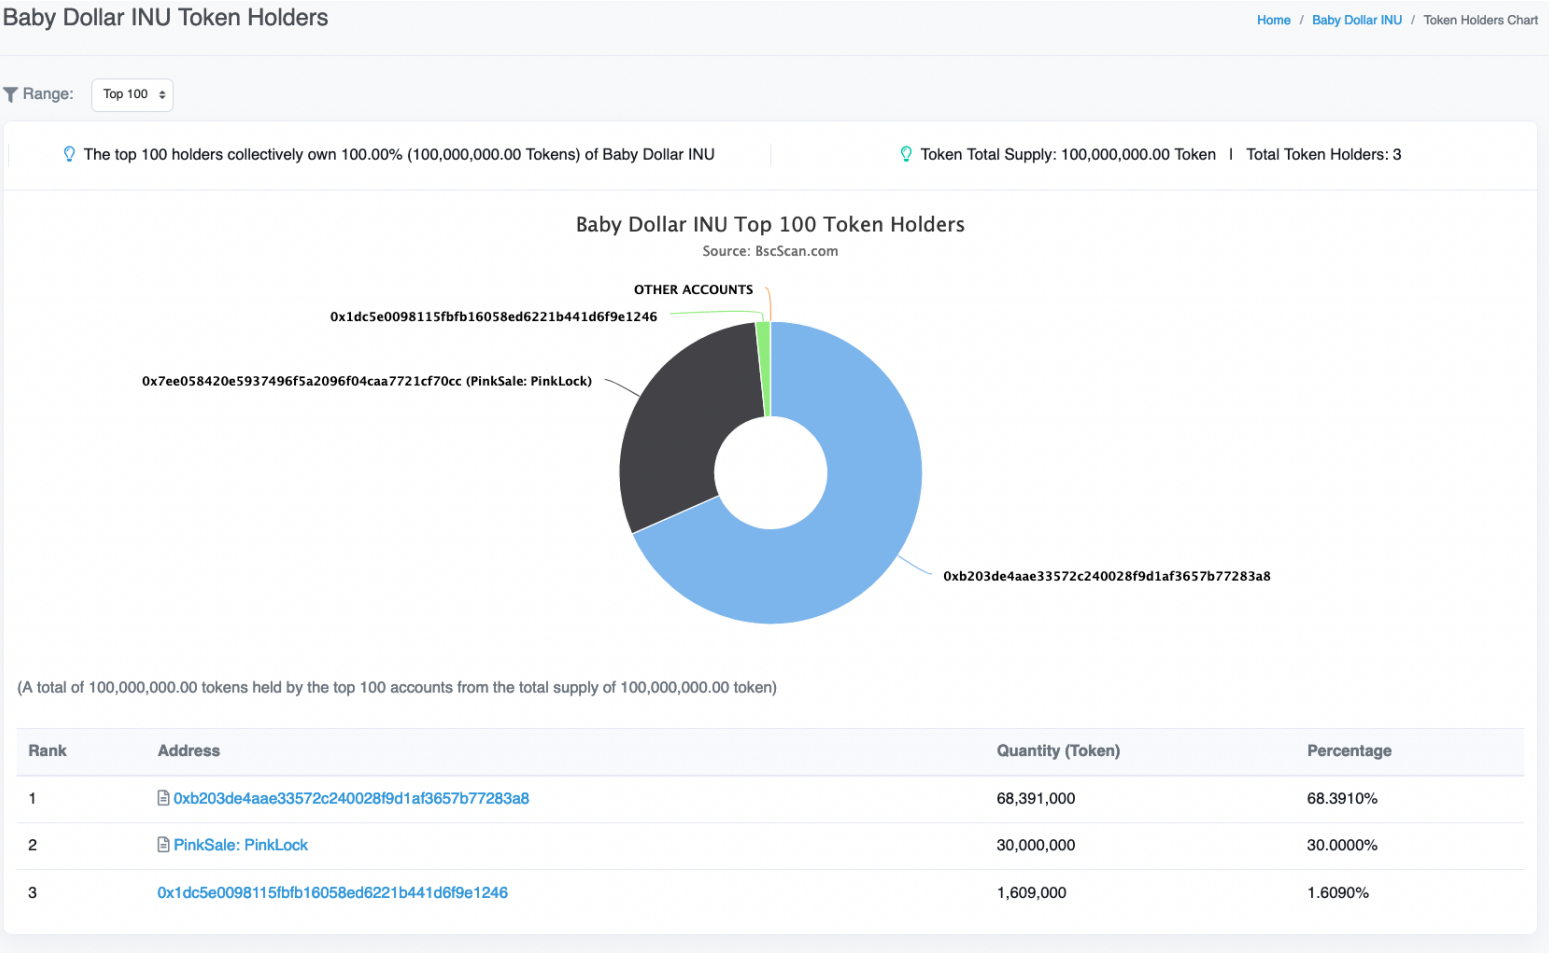 Baby Dollar INU Token Holders
Home / Baby Dollar INU / Token Holders Chart
Range: Top 100
The top 100 holders collectively own 100.00% (100,000,000.00 Tokens) of Baby Dollar INU
Token Total Supply: 100,000,000.00 Token | Total Token Holders: 3
Baby Dollar INU Top 100 Token Holders
Source: BscScan.com
OTHER ACCOUNTS
0x1dc5e0098115fbfb16058ed6221b441d6f9e1246
0x7ee058420e5937496f5a2096f04caa7721cf70cc (PinkSale: PinkLock)
0xb203de4aae33572c240028f9d1af3657b77283a8
(A total of 100,000,000.00 tokens held by the top 100 accounts from the total supply of 100,000,000.00 token)
Rank Address Quantity (Token) Percentage
1 0xb203de4aae33572c240028f9d1af3657b77283a8 68,391,000 68.3910%
2 PinkSale: PinkLock 30,000,000 30.0000%
3 0x1dc5e0098115fbfb16058ed6221b441d6f9e1246 1,609,000 1.6090%